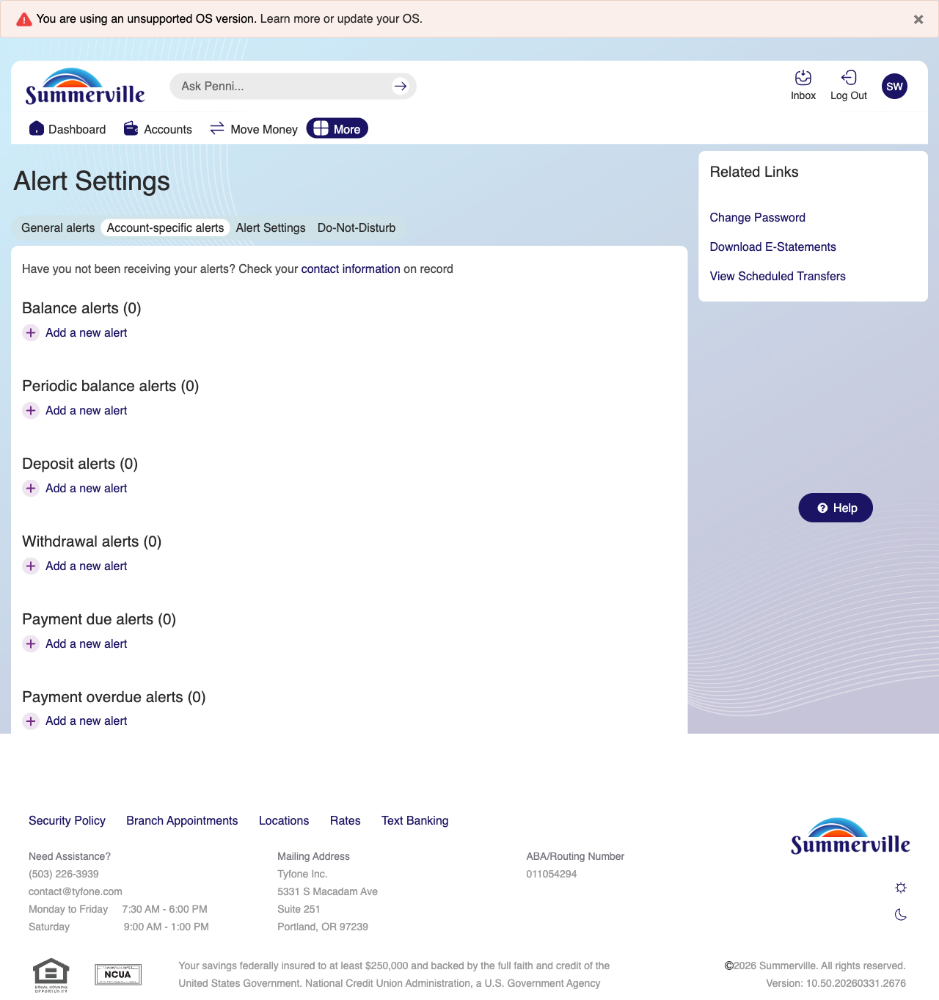 You are using an unsupported OS version. Learn more or update your OS.
Summerville
Ask Penni...
Inbox
Log Out
SW
Dashboard
Accounts
Move Money
More
Alert Settings
General alerts
Account-specific alerts
Alert Settings
Do-Not-Disturb
Have you not been receiving your alerts? Check your contact information on record
Balance alerts (0)
Add a new alert
Periodic balance alerts (0)
Add a new alert
Deposit alerts (0)
Add a new alert
Withdrawal alerts (0)
Add a new alert
Payment due alerts (0)
Add a new alert
Payment overdue alerts (0)
Add a new alert
Related Links
Change Password
Download E-Statements
View Scheduled Transfers
Help
Security Policy
Branch Appointments
Locations
Rates
Text Banking
Summerville
Need Assistance?
(503) 226-3939
contact@tyfone.com
Monday to Friday 7:30 AM - 6:00 PM
Saturday 9:00 AM - 1:00 PM
Mailing Address
Tyfone Inc.
5331 S Macadam Ave
Suite 251
Portland, OR 97239
ABA/Routing Number
011054294
EQUAL HOUSING
OPPORTUNITY
NCUA
Your savings federally insured to at least $250,000 and backed by the full faith and credit of the
United States Government. National Credit Union Administration, a U.S. Government Agency
©2026 Summerville. All rights reserved.
Version: 10.50.20260331.2676